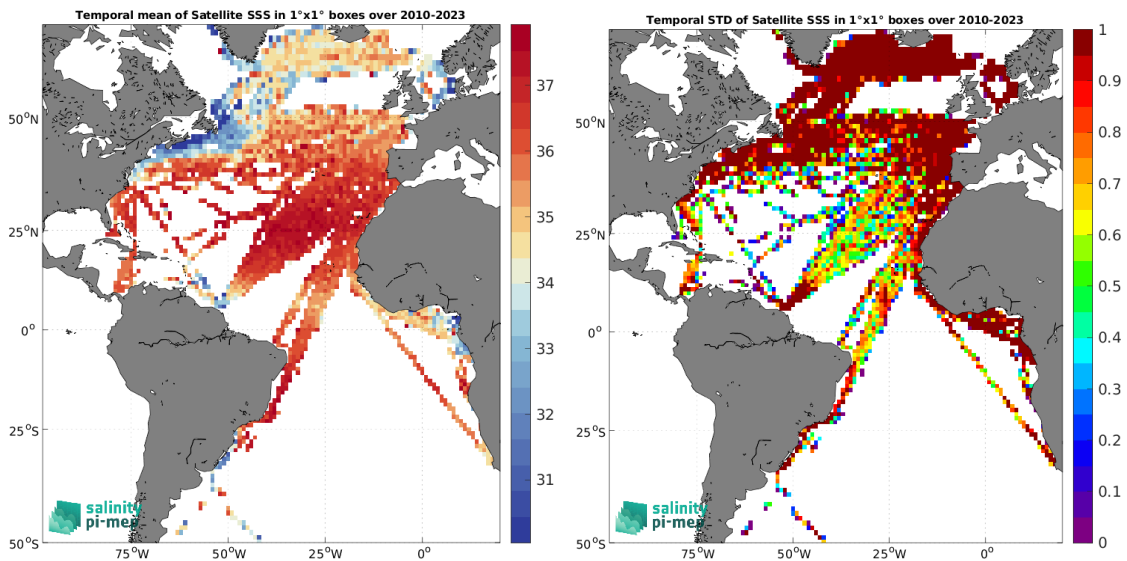 Temporal mean of Satellite SSS in 1°x1° boxes over 2010-2023
50°N
25°N
0°
25°S
50°S
75°W
50°W
25°W
0°
37
36
35
34
33
32
31
salinity
pi-mep
Temporal STD of Satellite SSS in 1°x1° boxes over 2010-2023
50°N
25°N
0°
25°S
50°S
75°W
50°W
25°W
0°
1
0.9
0.8
0.7
0.6
0.5
0.4
0.3
0.2
0.1
0
salinity
pi-mep